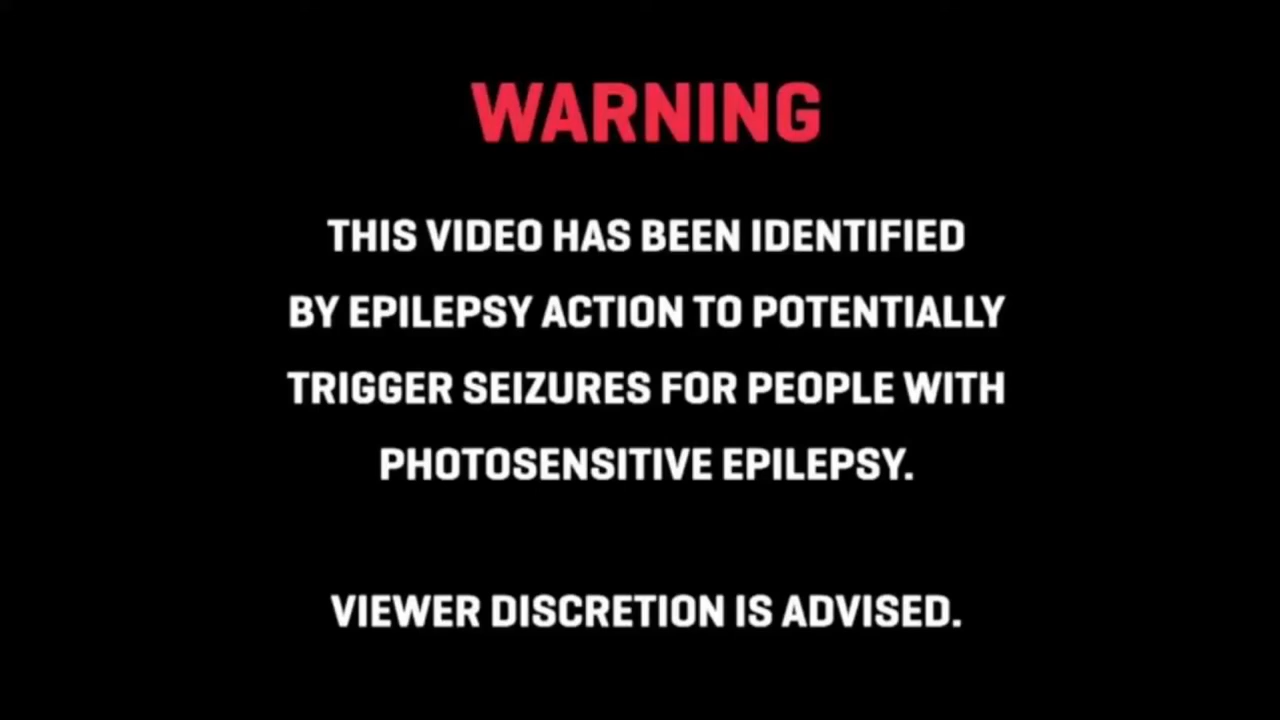 WARNING
THIS VIDEO HAS BEEN IDENTIFIED
BY EPILEPSY ACTION TO POTENTIALLY
TRIGGER SEIZURES FOR PEOPLE WITH
PHOTOSENSITIVE EPILEPSY.
VIEWER DISCRETION IS ADVISED.